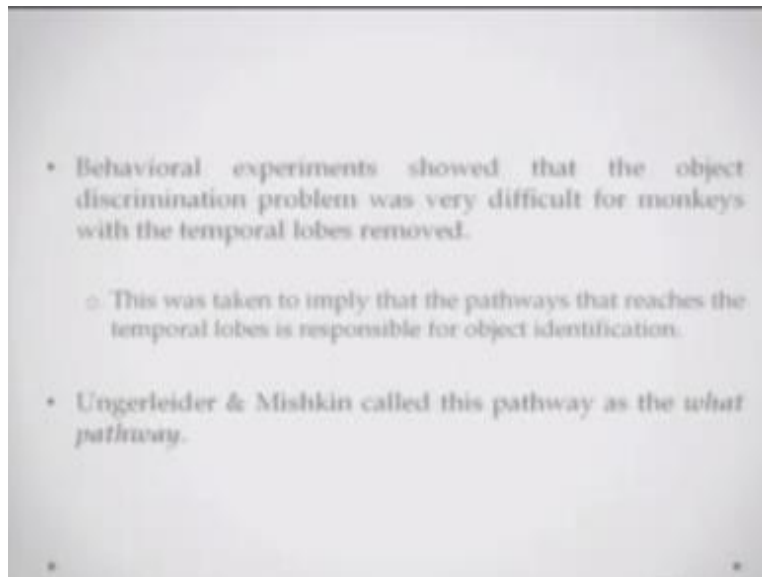 • Behavioral experiments showed that the object
discrimination problem was very difficult for monkeys
with the temporal lobes removed.
o This was taken to imply that the pathways that reaches the
temporal lobes is responsible for object identification.
• Ungerleider & Mishkin called this pathway as the what
pathway.